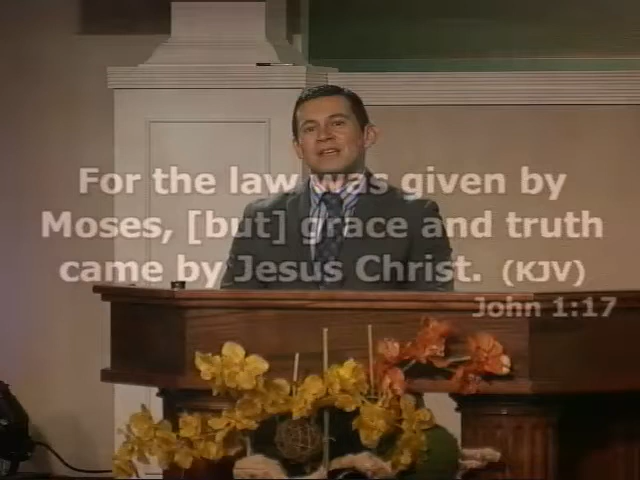 For the law was given by
Moses, [but] grace and truth
came by Jesus Christ. (KJV)
John 1:17